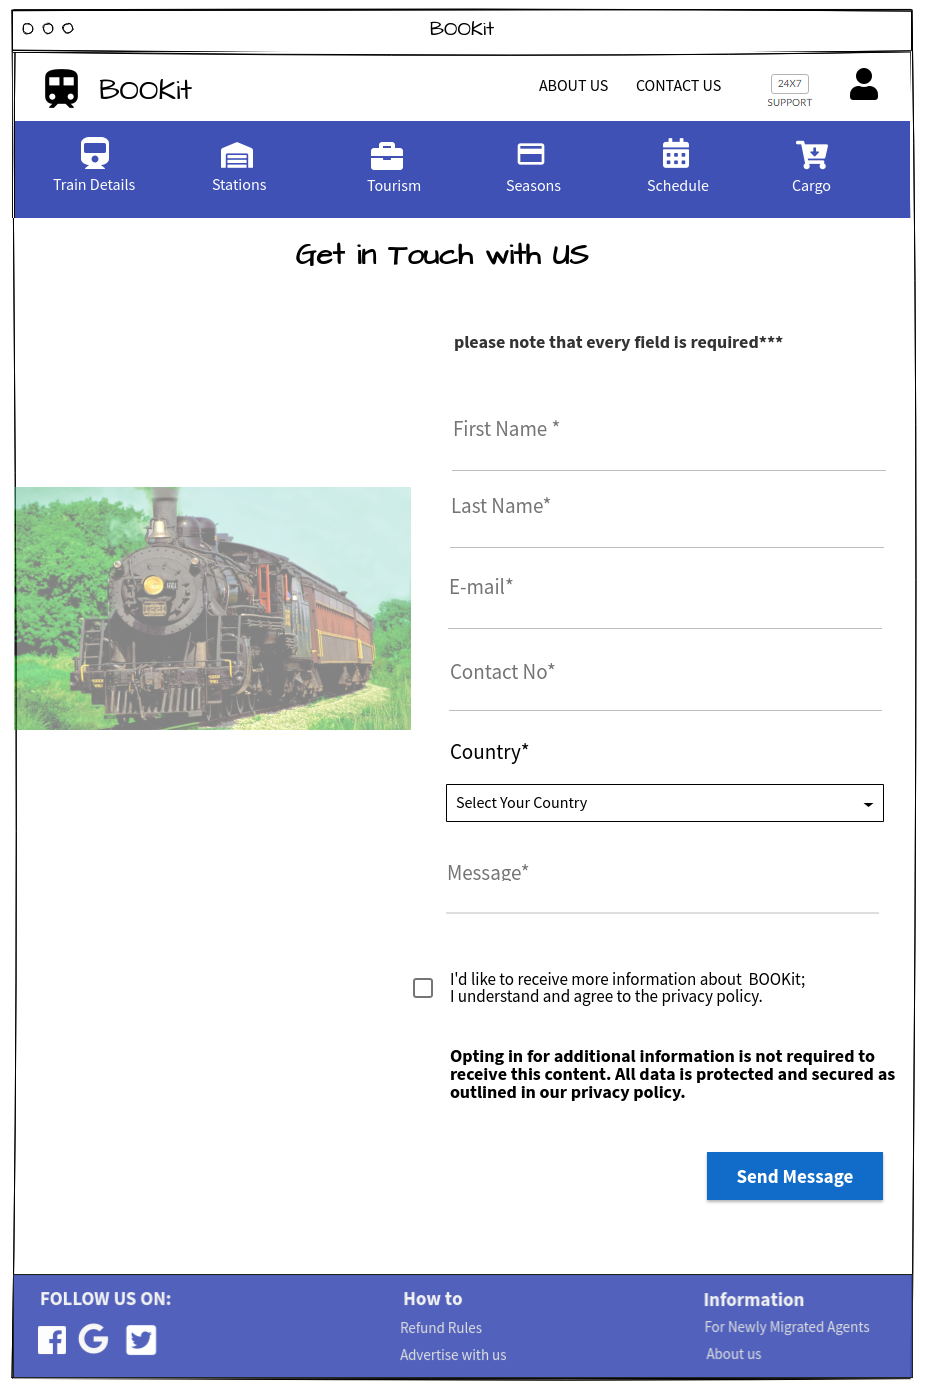 BOOKit
BOOKit
ABOUT US
CONTACT US
24X7
SUPPORT
Train Details
Stations
Tourism
Seasons
Schedule
Cargo
Get in Touch with US
please note that every field is required***
First Name *
Last Name*
E-mail*
Contact No*
Country*
Select Your Country
Message*
I'd like to receive more information about  BOOKit;
I understand and agree to the privacy policy.
Opting in for additional information is not required to
receive this content. All data is protected and secured as
outlined in our privacy policy.
Send Message
FOLLOW US ON:
How to
Refund Rules
Advertise with us
Information
For Newly Migrated Agents
About us